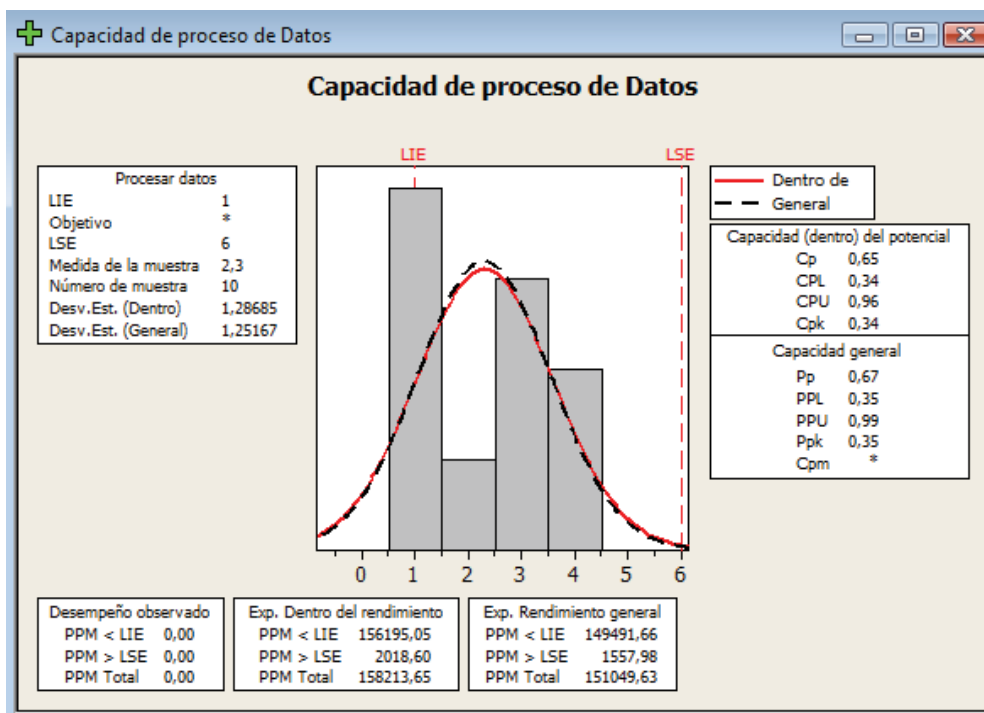 Capacidad de proceso de Datos
Capacidad de proceso de Datos
LIE
LSE
Procesar datos
LIE 1
Objetivo *
LSE 6
Medida de la muestra 2,3
Número de muestra 10
Desv.Est. (Dentro) 1,28685
Desv.Est. (General) 1,25167
Dentro de
General
Capacidad (dentro) del potencial
Cp 0,65
CPL 0,34
CPU 0,96
Cpk 0,34
Capacidad general
Pp 0,67
PPL 0,35
PPU 0,99
Ppk 0,35
Cpm *
0 1 2 3 4 5 6
Desempeño observado
PPM < LIE 0,00
PPM > LSE 0,00
PPM Total 0,00
Exp. Dentro del rendimiento
PPM < LIE 156195,05
PPM > LSE 2018,60
PPM Total 158213,65
Exp. Rendimiento general
PPM < LIE 149491,66
PPM > LSE 1557,98
PPM Total 151049,63